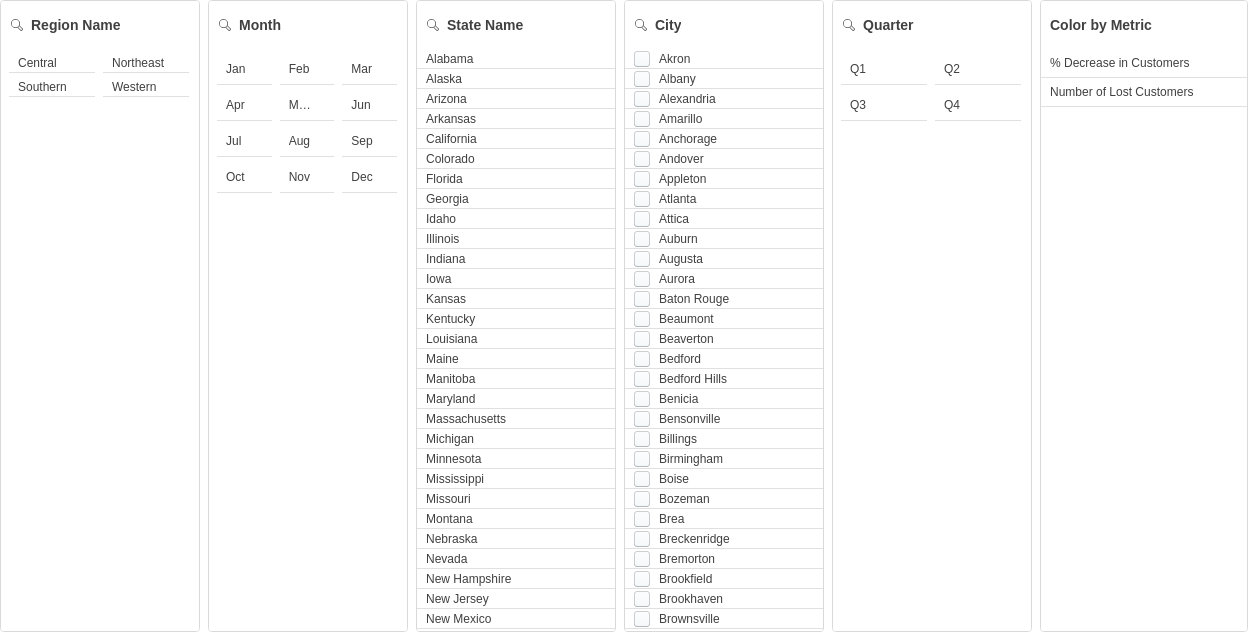 Region Name
Central
Northeast
Southern
Western
Month
Jan
Feb
Mar
Apr
M...
Jun
Jul
Aug
Sep
Oct
Nov
Dec
State Name
Alabama
Alaska
Arizona
Arkansas
California
Colorado
Florida
Georgia
Idaho
Illinois
Indiana
Iowa
Kansas
Kentucky
Louisiana
Maine
Manitoba
Maryland
Massachusetts
Michigan
Minnesota
Mississippi
Missouri
Montana
Nebraska
Nevada
New Hampshire
New Jersey
New Mexico
City
Akron
Albany
Alexandria
Amarillo
Anchorage
Andover
Appleton
Atlanta
Attica
Auburn
Augusta
Aurora
Baton Rouge
Beaumont
Beaverton
Bedford
Bedford Hills
Benicia
Bensonville
Billings
Birmingham
Boise
Bozeman
Brea
Breckenridge
Bremorton
Brookfield
Brookhaven
Brownsville
Quarter
Q1
Q2
Q3
Q4
Color by Metric
% Decrease in Customers
Number of Lost Customers